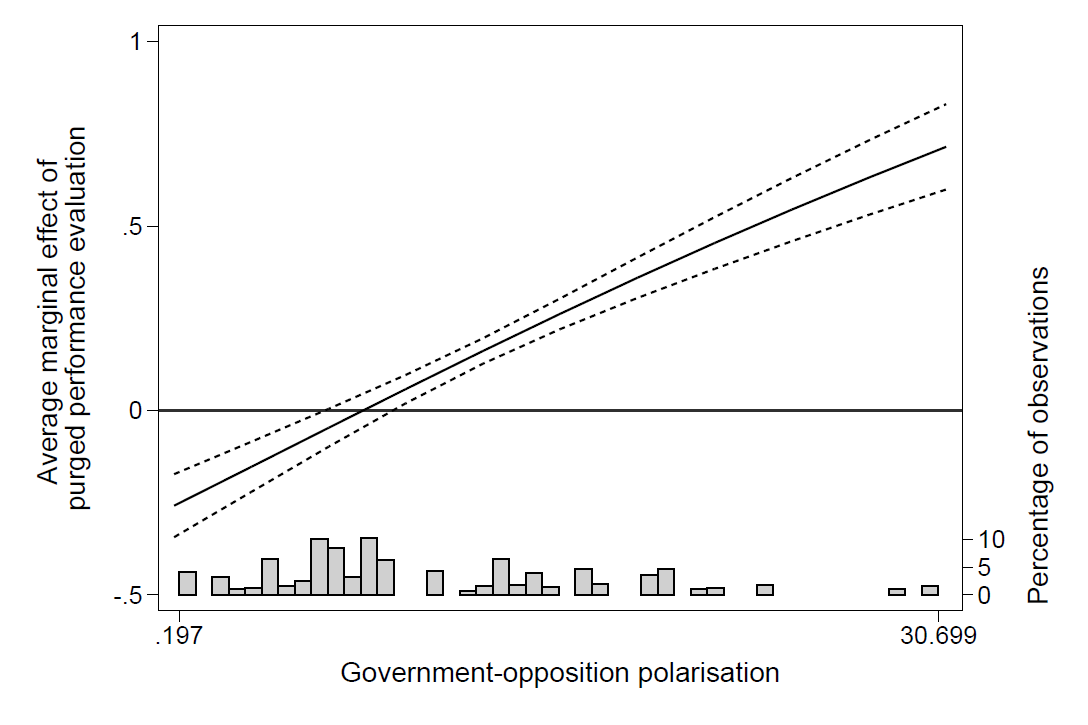 Average marginal effect of
purged performance evaluation
1
.5
0
-.5
10
5
0
Percentage of observations
.197
30.699
Government-opposition polarisation